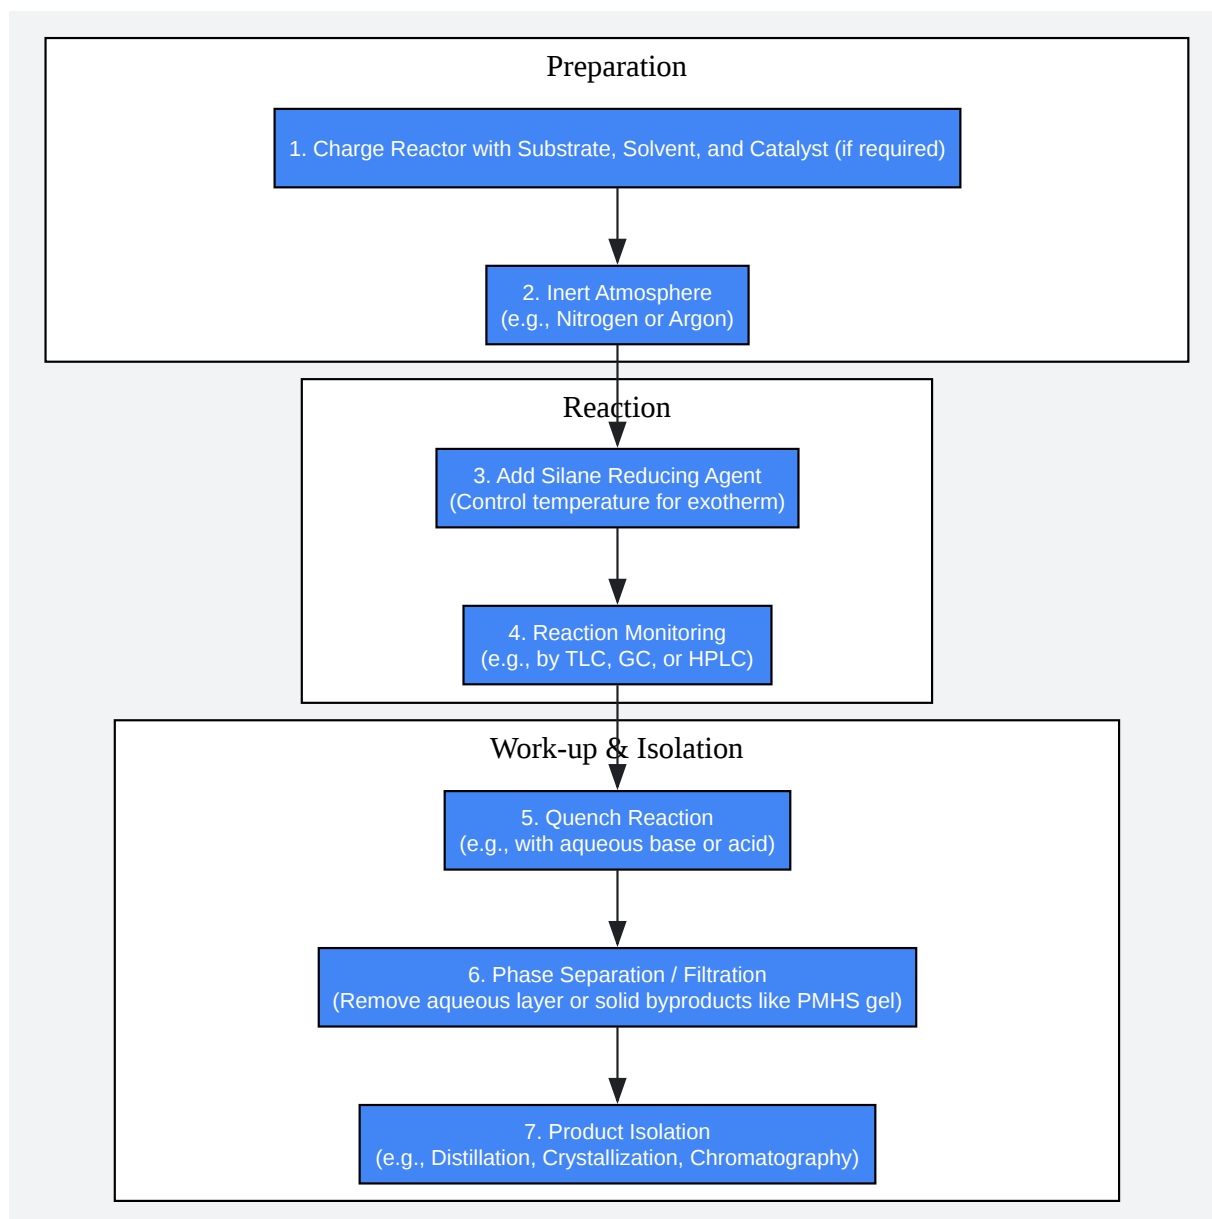 Preparation
1. Charge Reactor with Substrate, Solvent, and Catalyst (if required)
2. Inert Atmosphere
(e.g., Nitrogen or Argon)
Reaction
3. Add Silane Reducing Agent
(Control temperature for exotherm)
4. Reaction Monitoring
(e.g., by TLC, GC, or HPLC)
Work-up & Isolation
5. Quench Reaction
(e.g., with aqueous base or acid)
6. Phase Separation / Filtration
(Remove aqueous layer or solid byproducts like PMHS gel)
7. Product Isolation
(e.g., Distillation, Crystallization, Chromatography)